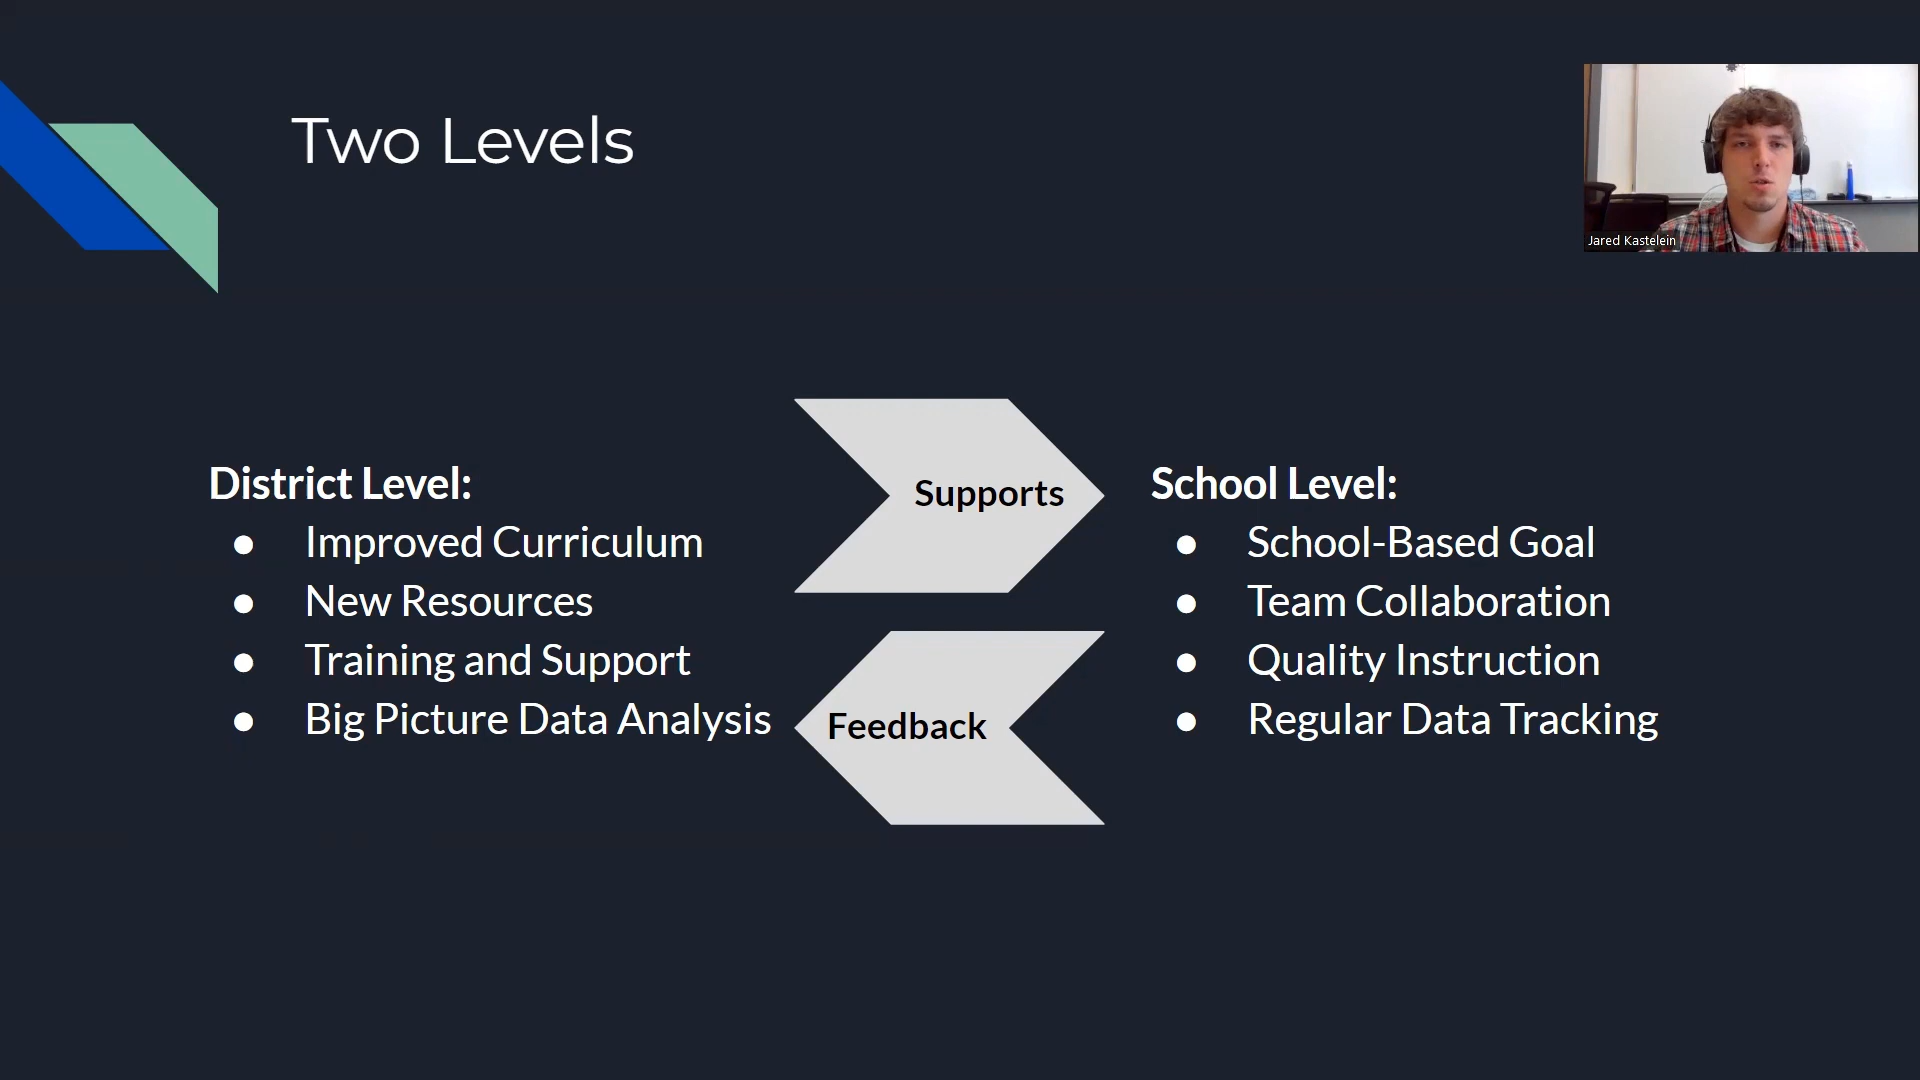 Two Levels
Jared Kastelein
District Level:
● Improved Curriculum
● New Resources
● Training and Support
● Big Picture Data Analysis
Supports
Feedback
School Level:
● School-Based Goal
● Team Collaboration
● Quality Instruction
● Regular Data Tracking